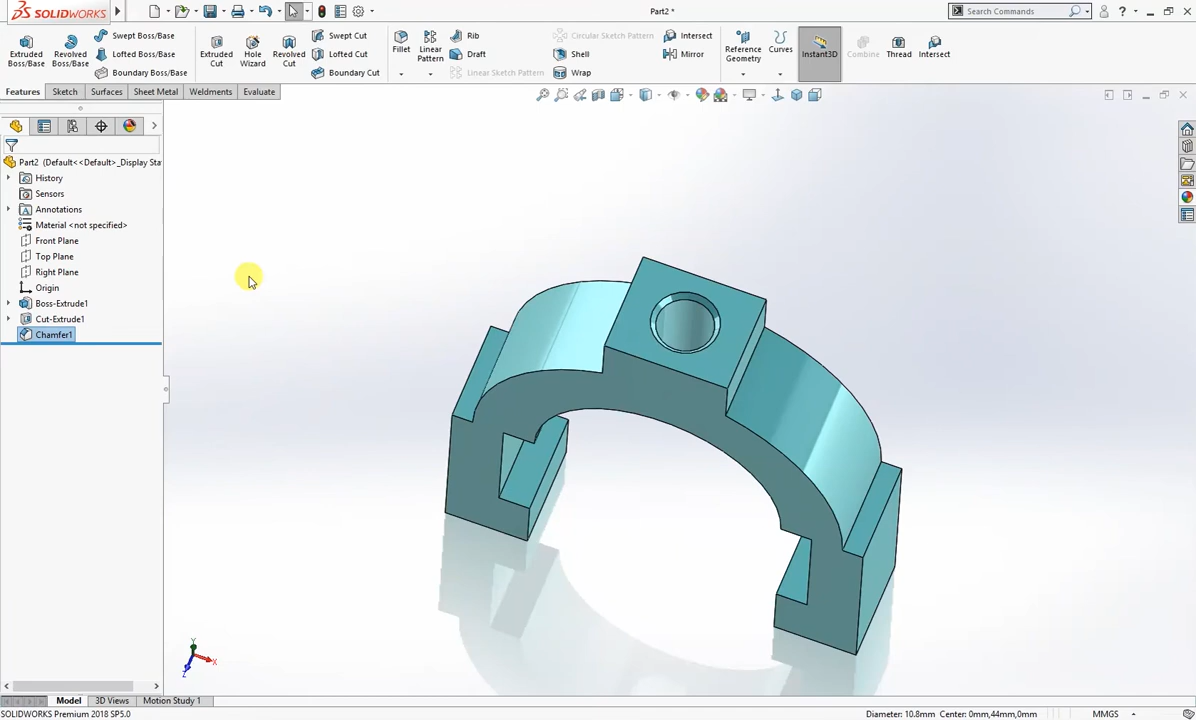 SOLIDWORKS
Part2 *
Search Commands
Extruded Boss/Base
Revolved Boss/Base
Swept Boss/Base
Lofted Boss/Base
Boundary Boss/Base
Extruded Cut
Hole Wizard
Revolved Cut
Swept Cut
Lofted Cut
Boundary Cut
Fillet
Linear Pattern
Rib
Draft
Linear Sketch Pattern
Circular Sketch Pattern
Shell
Wrap
Intersect
Mirror
Reference Geometry
Curves
Instant3D
Combine
Thread
Intersect
Features
Sketch
Surfaces
Sheet Metal
Weldments
Evaluate
Part2 (Default<<Default>_Display Sta
History
Sensors
Annotations
Material <not specified>
Front Plane
Top Plane
Right Plane
Origin
Boss-Extrude1
Cut-Extrude1
Chamfer1
Y
X
Z
Model
3D Views
Motion Study 1
SOLIDWORKS Premium 2018 SP5.0
Diameter: 10.8mm Center: 0mm,44mm,0mm
MMGS